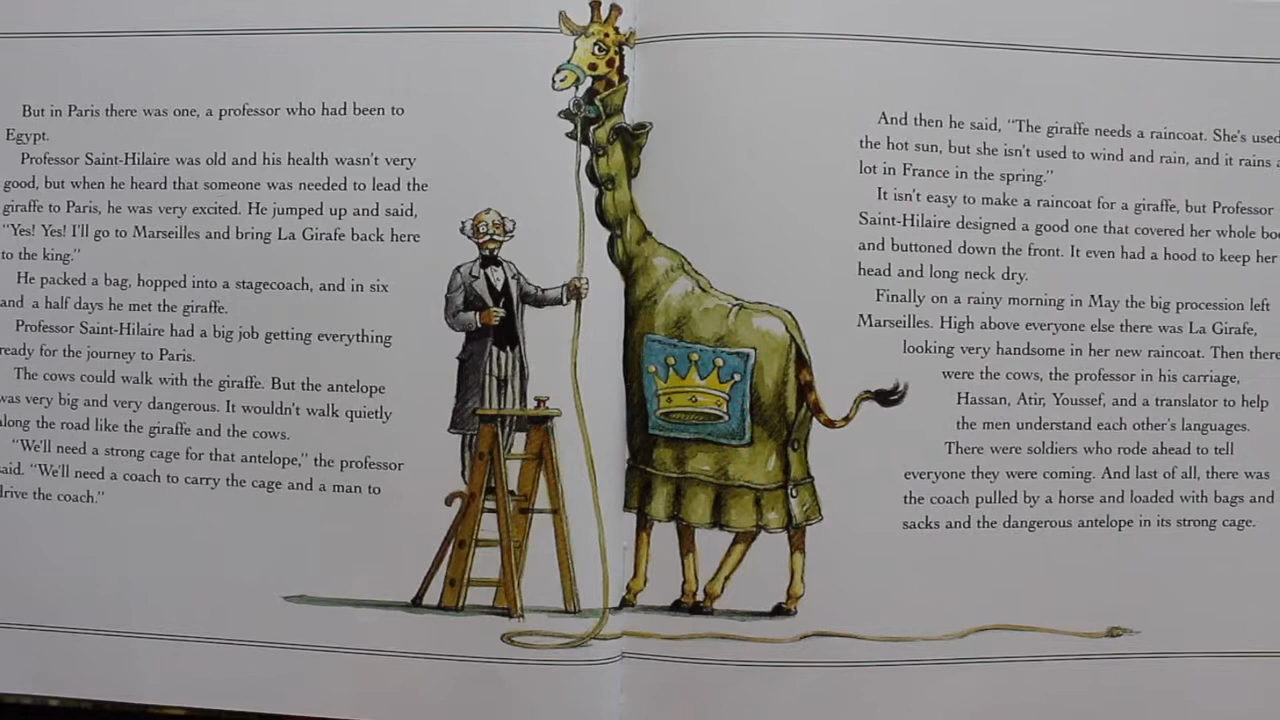 But in Paris there was one, a professor who had been to
Egypt.
Professor Saint-Hilaire was old and his health wasn't very
good, but when he heard that someone was needed to lead the
giraffe to Paris, he was very excited. He jumped up and said,
"Yes! Yes! I'll go to Marseilles and bring La Girafe back here
to the king."
He packed a bag, hopped into a stagecoach, and in six
and a half days he met the giraffe.
Professor Saint-Hilaire had a big job getting everything
ready for the journey to Paris.
The cows could walk with the giraffe. But the antelope
was very big and very dangerous. It wouldn't walk quietly
along the road like the giraffe and the cows.
"We'll need a strong cage for that antelope," the professor
said. "We'll need a coach to carry the cage and a man to
drive the coach."
And then he said, "The giraffe needs a raincoat. She's used
the hot sun, but she isn't used to wind and rain, and it rains a
lot in France in the spring."
It isn't easy to make a raincoat for a giraffe, but Professor
Saint-Hilaire designed a good one that covered her whole
and buttoned down the front. It even had a hood to keep her
head and long neck dry.
Finally on a rainy morning in May the big procession left
Marseilles. High above everyone else there was La Girafe,
looking very handsome in her new raincoat. Then there
were the cows, the professor in his carriage,
Hassan, Atir, Youssef, and a translator to help
the men understand each other's languages.
There were soldiers who rode ahead to tell
everyone they were coming. And last of all, there was
the coach pulled by a horse and loaded with bags and
sacks and the dangerous antelope in its strong cage.